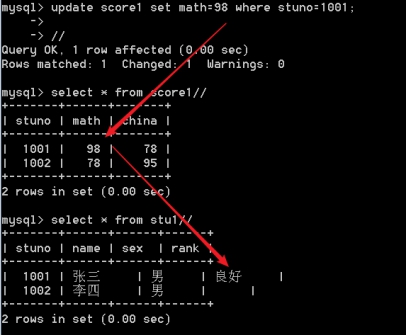 mysql> update score1 set math=98 where stuno=1001;
    ->
    -> //
Query OK, 1 row affected (0.00 sec)
Rows matched: 1  Changed: 1  Warnings: 0
mysql> select * from score1//
+-------+------+-------+
| stuno | math | china |
+-------+------+-------+
|  1001 |   98 |    78 |
|  1002 |   78 |    95 |
+-------+------+-------+
2 rows in set (0.00 sec)
mysql> select * from stu1//
+-------+------+------+------+
| stuno | name | sex  | rank |
+-------+------+------+------+
|  1001 | 张三     | 男    | 良好     |
|  1002 | 李四     | 男    |      |
+-------+------+------+------+
2 rows in set (0.00 sec)